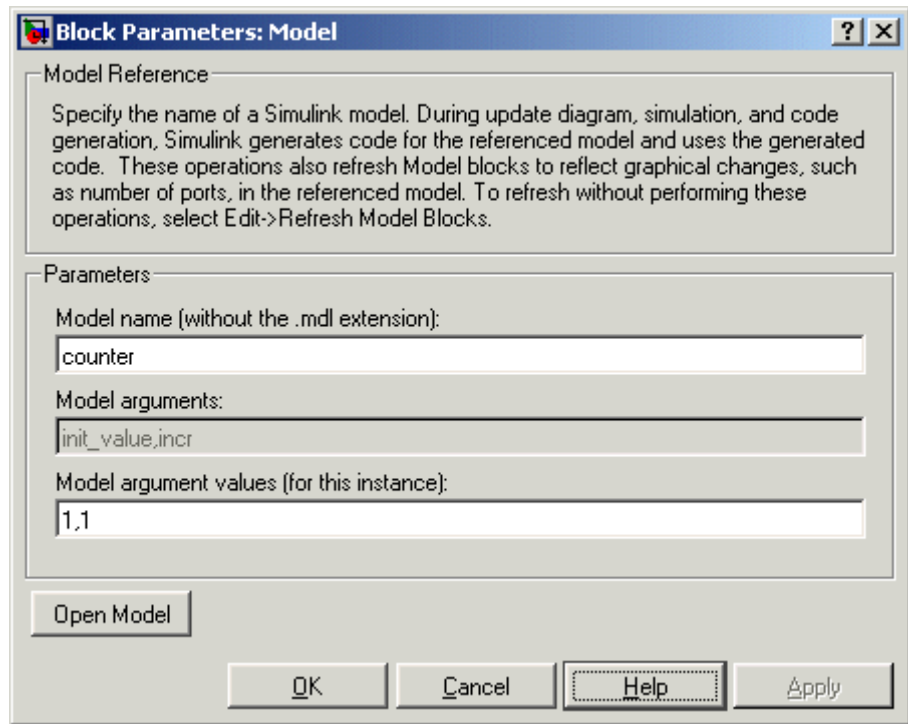 Block Parameters: Model
Model Reference
Specify the name of a Simulink model. During update diagram, simulation, and code
generation, Simulink generates code for the referenced model and uses the generated
code.  These operations also refresh Model blocks to reflect graphical changes, such
as number of ports, in the referenced model. To refresh without performing these
operations, select Edit->Refresh Model Blocks.
Parameters
Model name (without the .mdl extension):
counter
Model arguments:
init_value,incr
Model argument values (for this instance):
1,1
Open Model
OK Cancel Help Apply